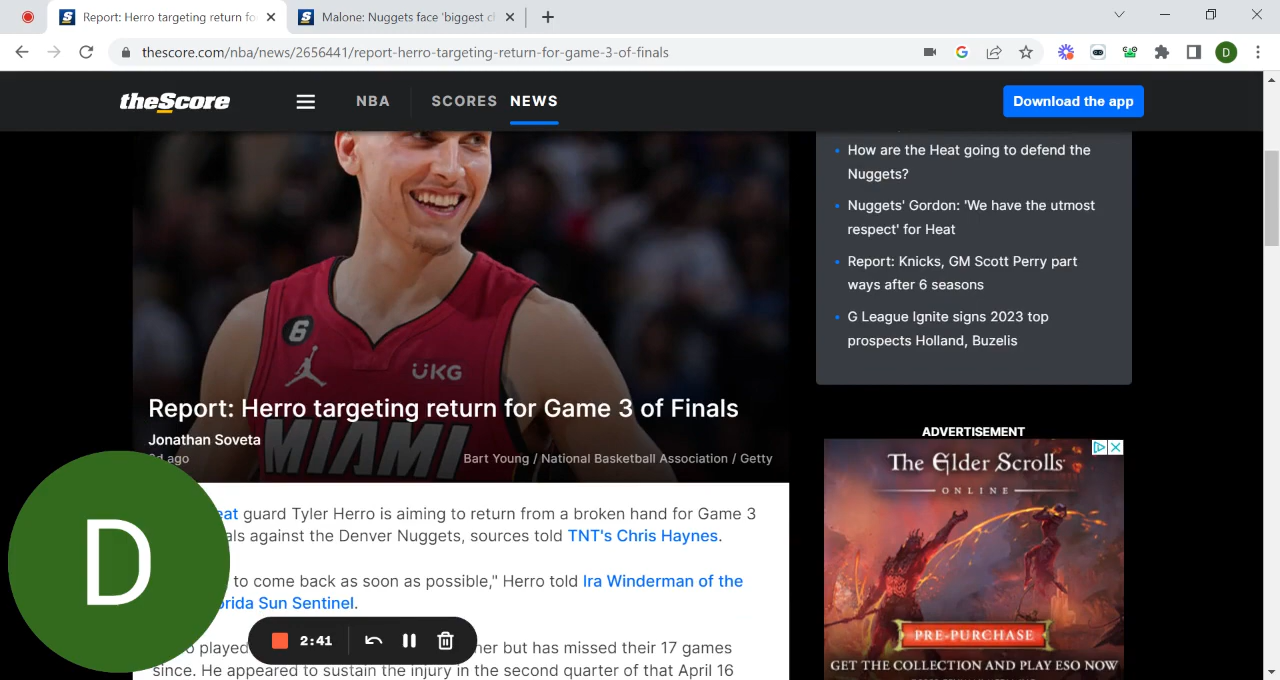 Report: Herro targeting return fo
Malone: Nuggets face 'biggest cl
thescore.com/nba/news/2656441/report-herro-targeting-return-for-game-3-of-finals
D
theScore
NBA
SCORES
NEWS
Download the app
How are the Heat going to defend the
Nuggets?
Nuggets' Gordon: 'We have the utmost
respect' for Heat
Report: Knicks, GM Scott Perry part
ways after 6 seasons
G League Ignite signs 2023 top
prospects Holland, Buzelis
6
UKG
MIAMI
Report: Herro targeting return for Game 3 of Finals
Jonathan Soveta
ago
Bart Young / National Basketball Association / Getty
eat guard Tyler Herro is aiming to return from a broken hand for Game 3
als against the Denver Nuggets, sources told TNT's Chris Haynes.
to come back as soon as possible," Herro told Ira Winderman of the
orida Sun Sentinel.
played
her but has missed their 17 games
since. He appeared to sustain the injury in the second quarter of that April 16
D
2:41
ADVERTISEMENT
The Elder Scrolls
ONLINE
PRE-PURCHASE
GET THE COLLECTION AND PLAY ESO NOW